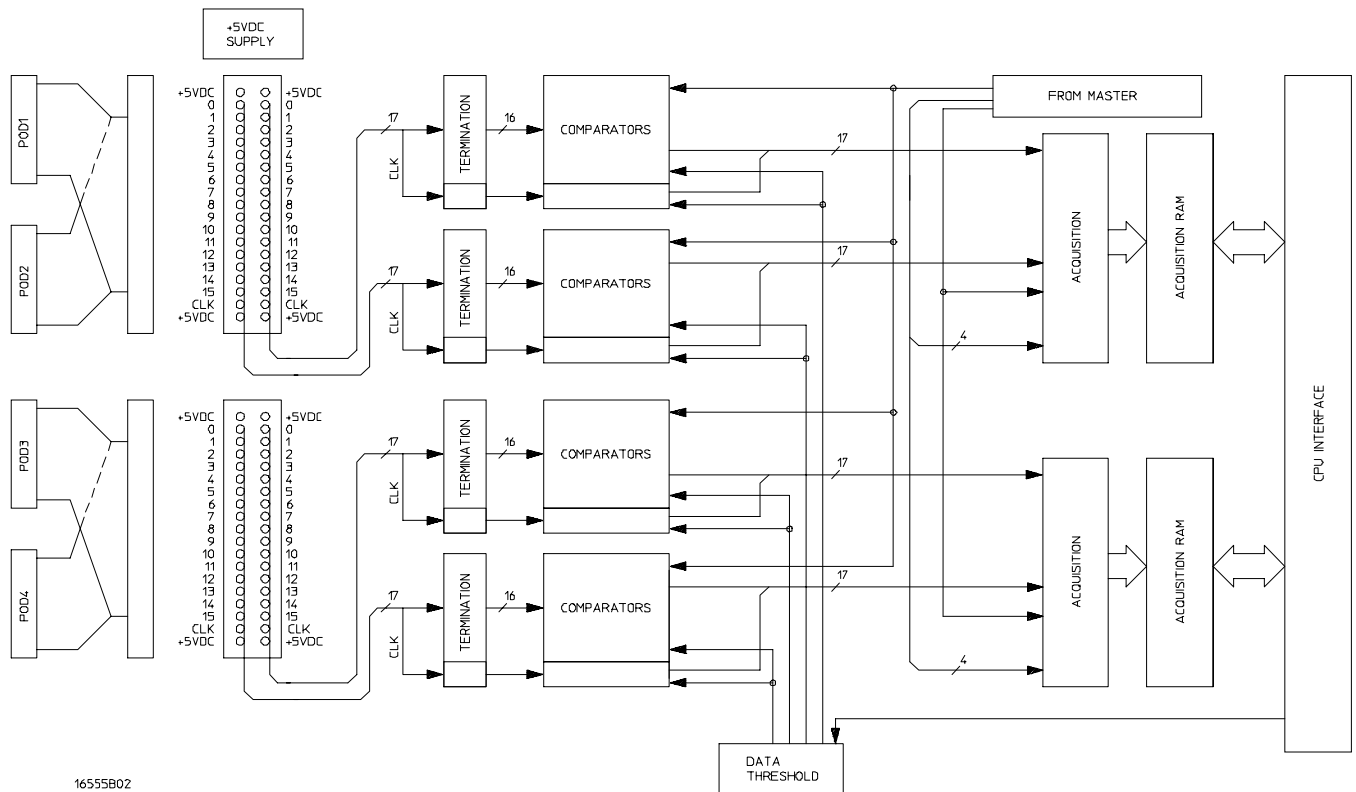 +5VDC
SUPPLY
POD1
POD2
+5VDC +5VDC
0 0
1 1
2 2
3 3
4 4
5 5
6 6
7 7
8 8
9 9
10 10
11 11
12 12
13 13
14 14
15 15
CLK CLK
+5VDC +5VDC
17
CLK
TERMINATION
16
COMPARATORS
17
17
CLK
TERMINATION
16
COMPARATORS
17
FROM MASTER
4
ACQUISITION
ACQUISITION RAM
CPU INTERFACE
POD3
POD4
+5VDC +5VDC
0 0
1 1
2 2
3 3
4 4
5 5
6 6
7 7
8 8
9 9
10 10
11 11
12 12
13 13
14 14
15 15
CLK CLK
+5VDC +5VDC
17
CLK
TERMINATION
16
COMPARATORS
17
17
CLK
TERMINATION
16
COMPARATORS
17
4
ACQUISITION
ACQUISITION RAM
DATA
THRESHOLD
16555B02